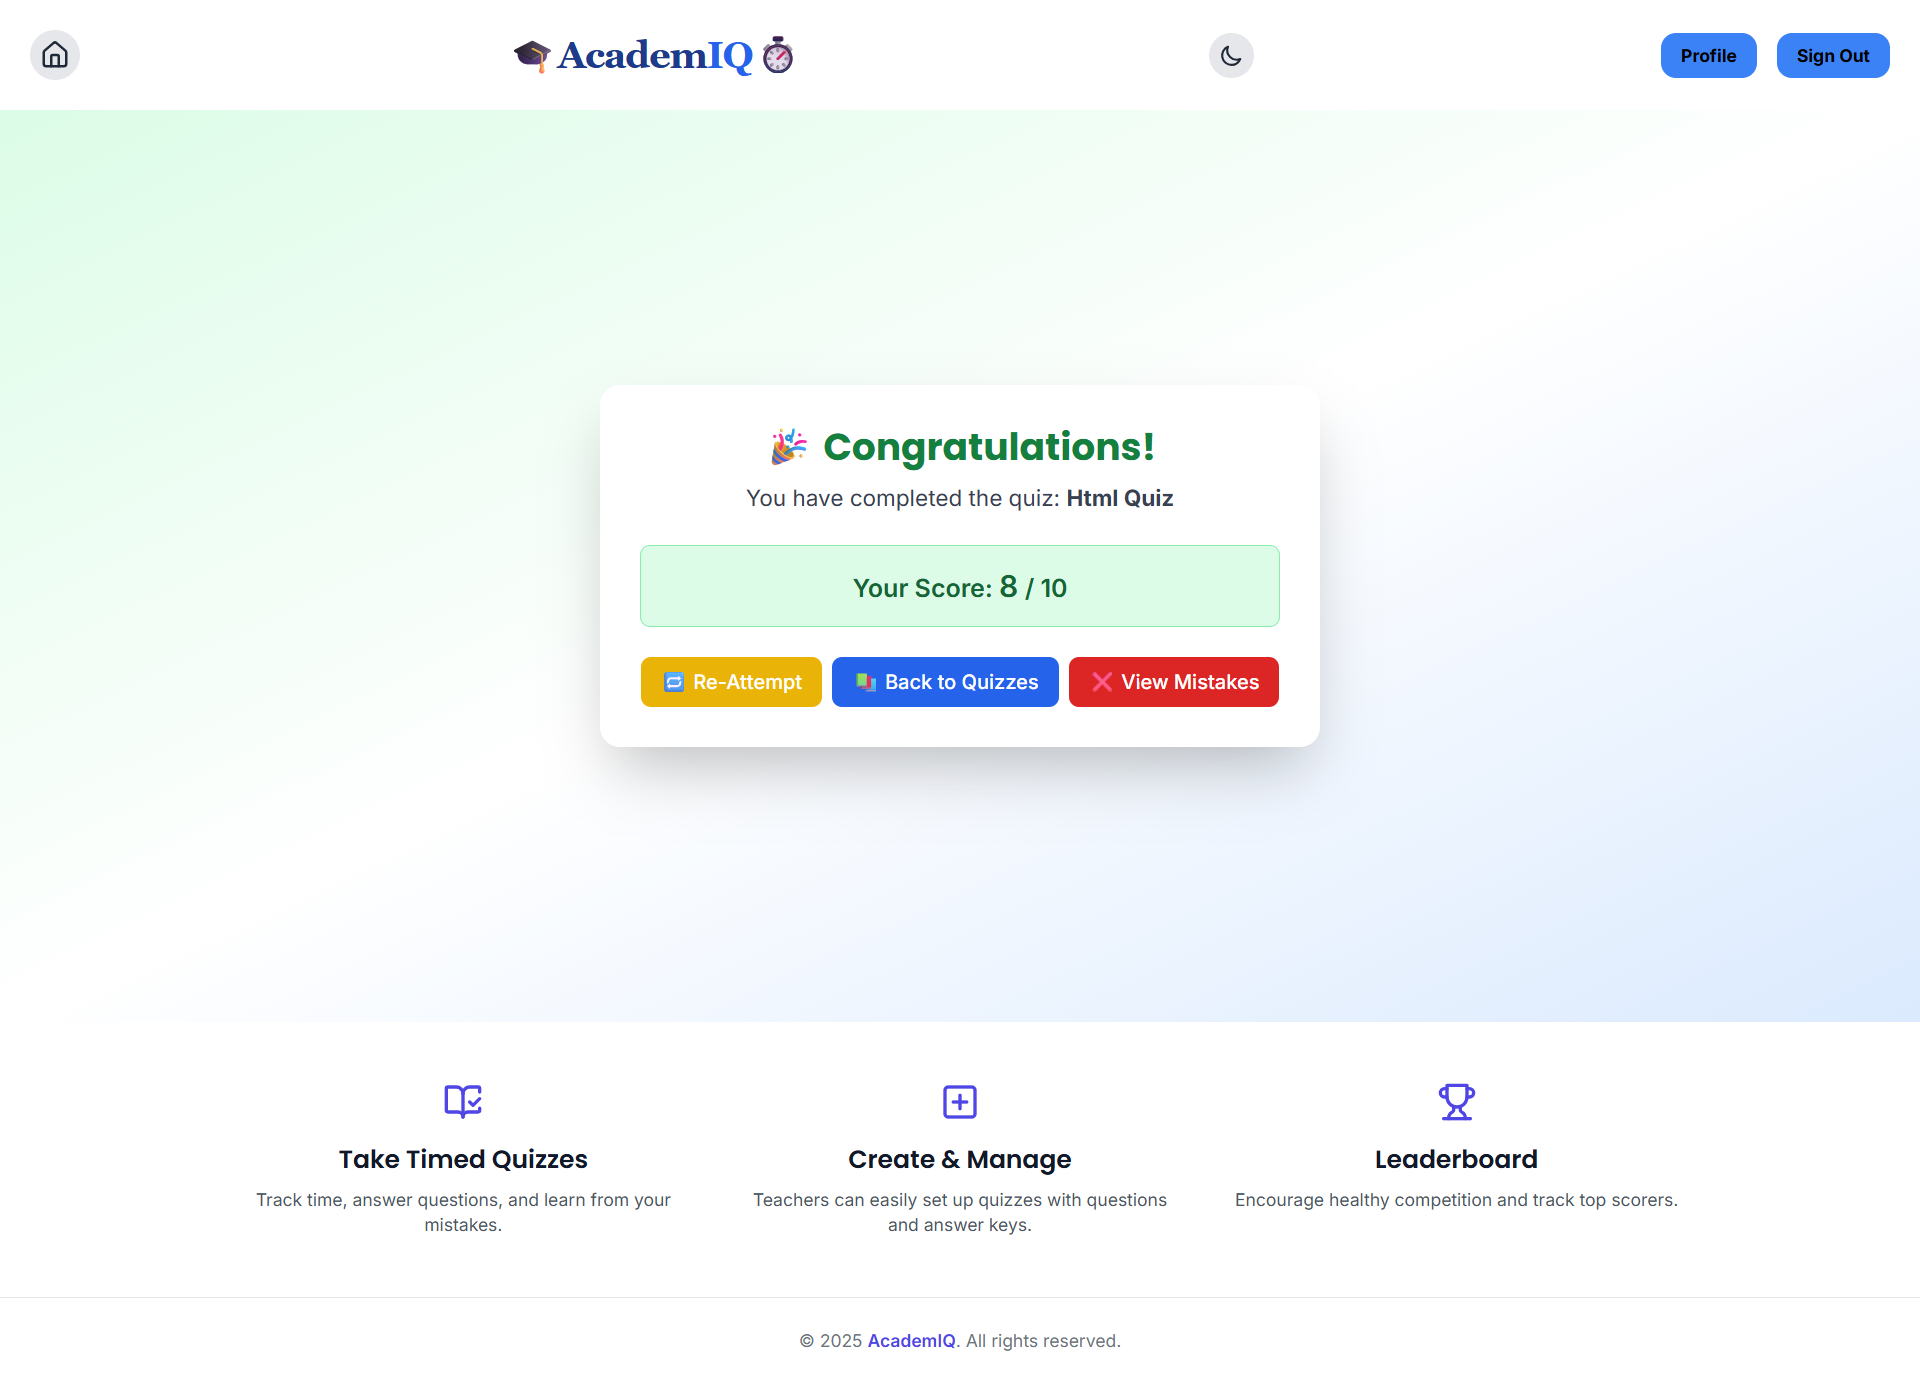 AcademIQ
Profile
Sign Out
Congratulations!
You have completed the quiz: Html Quiz
Your Score: 8 / 10
Re-Attempt
Back to Quizzes
View Mistakes
Take Timed Quizzes
Track time, answer questions, and learn from your
mistakes.
Create & Manage
Teachers can easily set up quizzes with questions
and answer keys.
Leaderboard
Encourage healthy competition and track top scorers.
© 2025 AcademIQ. All rights reserved.